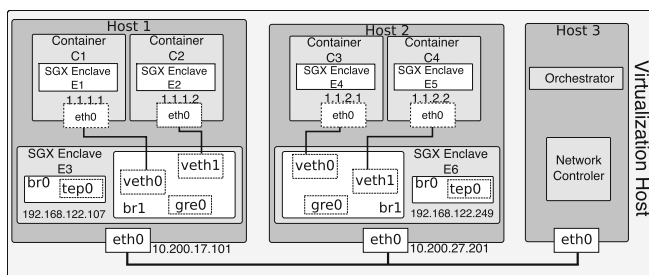 Host 1
Container
C1
SGX Enclave
E1
1.1.1.1
eth0
Container
C2
SGX Enclave
E2
1.1.1.2
eth0
SGX Enclave
E3
br0
tep0
192.168.122.107
veth0
veth1
br1
gre0
eth0
10.200.17.101
Host 2
Container
C3
SGX Enclave
E4
1.1.2.1
eth0
Container
C4
SGX Enclave
E5
1.1.2.2
eth0
veth0
veth1
gre0
br1
SGX Enclave
E6
br0
tep0
192.168.122.249
eth0
10.200.27.201
Host 3
Orchestrator
Network
Controler
eth0
Virtualization Host